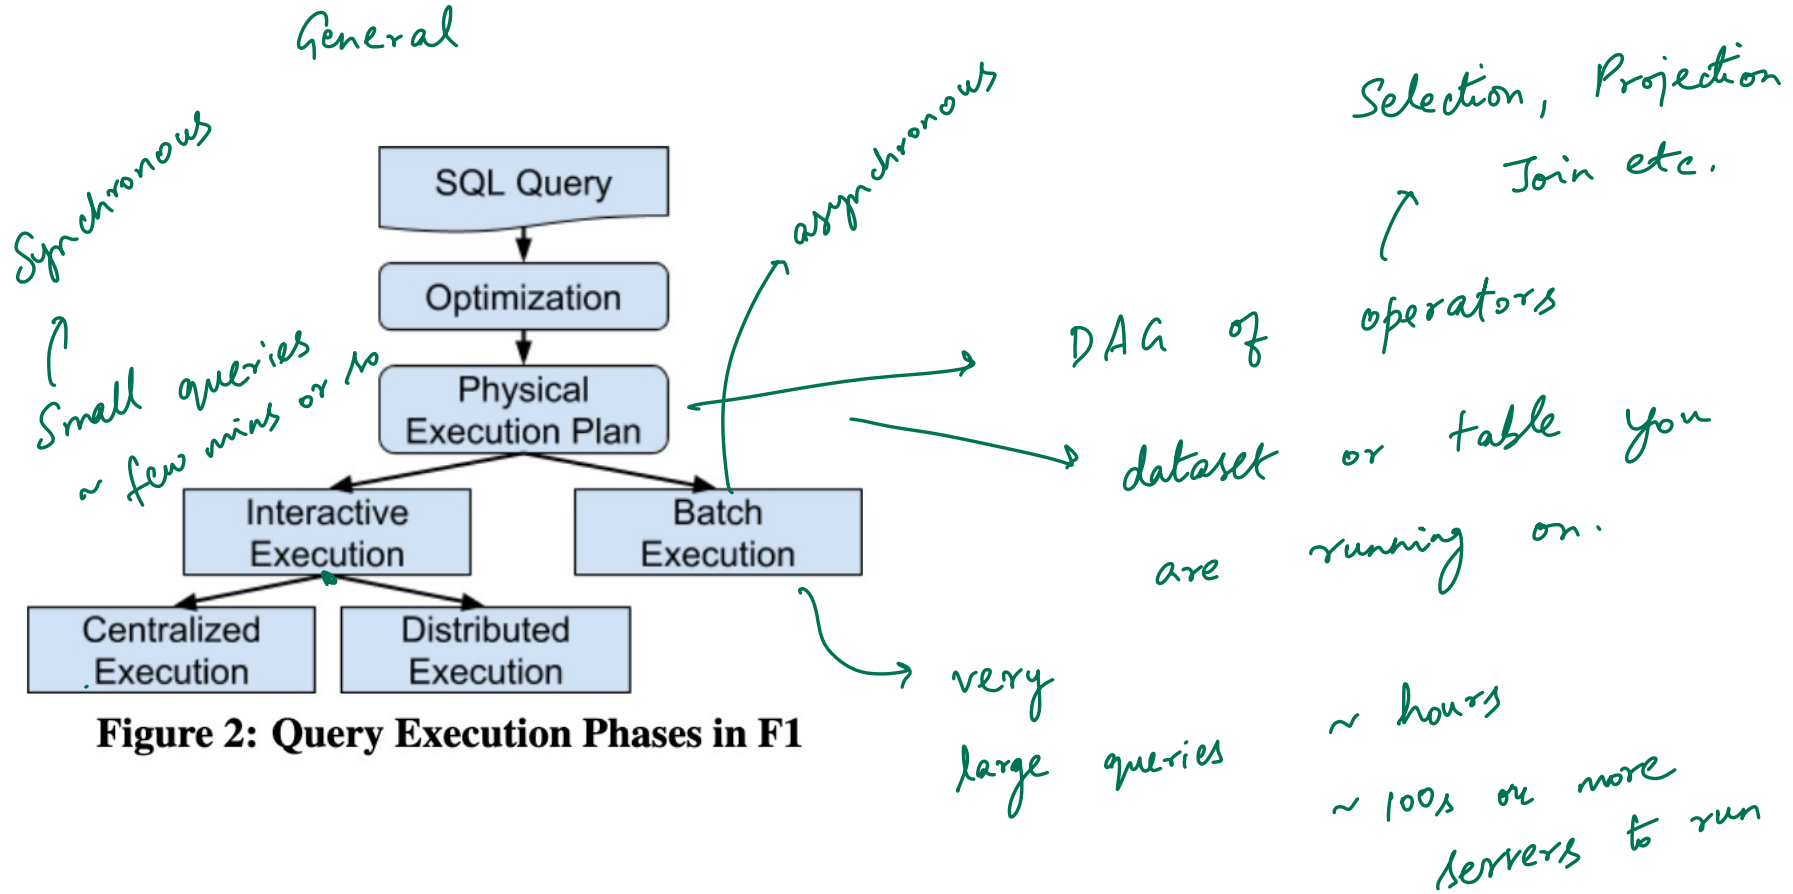 General
Synchronous
asynchronous
Selection, Projection
Join etc.
SQL Query
Optimization
Physical
Execution Plan
Small queries
~ few mins or so
DAG of operators
dataset or table you
are running on.
Interactive
Execution
Batch
Execution
Centralized
Execution
Distributed
Execution
Figure 2: Query Execution Phases in F1
very
large queries
~ hours
~ 100s or more
servers to run